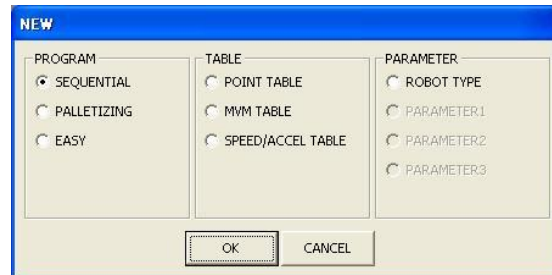 NEW
PROGRAM
SEQUENTIAL
PALLETIZING
EASY
TABLE
POINT TABLE
MVM TABLE
SPEED/ACCEL TABLE
PARAMETER
ROBOT TYPE
PARAMETER1
PARAMETER2
PARAMETER3
OK
CANCEL